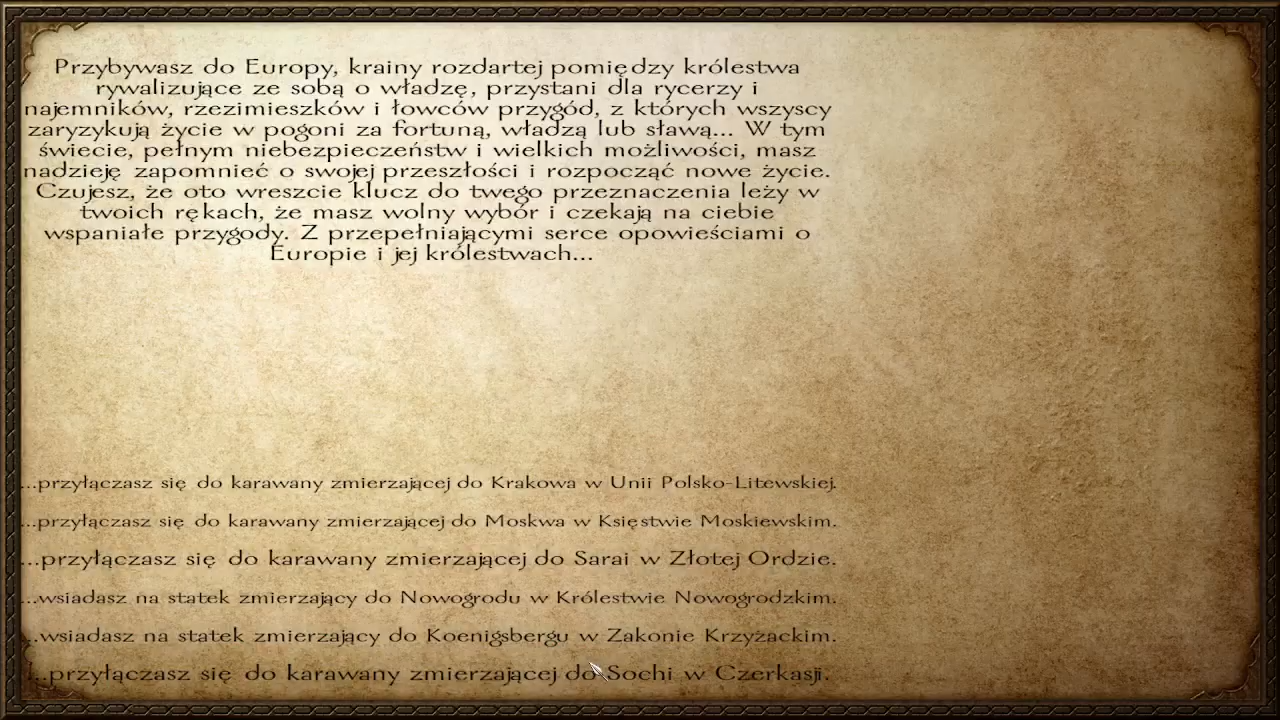 Przybywasz do Europy, krainy rozdartej pomiędzy królestwa
rywalizujące ze sobą o władzę, przystani dla rycerzy i
najemników, rzezimieszków i łowców przygód, z których wszyscy
zaryzykują życie w pogoni za fortuną, władzą lub sławą... W tym
świecie, pełnym niebezpieczeństw i wielkich możliwości, masz
nadzieję zapomnieć o swojej przeszłości i rozpocząć nowe życie.
Czujesz, że oto wreszcie klucz do twego przeznaczenia leży w
twoich rękach, że masz wolny wybór i czekają na ciebie
wspaniałe przygody. Z przepełniającymi serce opowieściami o
Europie i jej królestwach...
...przyłączasz się do karawany zmierzającej do Krakowa w Unii Polsko-Litewskiej.
...przyłączasz się do karawany zmierzającej do Moskwa w Księstwie Moskiewskim.
...przyłączasz się do karawany zmierzającej do Sarai w Złotej Ordzie.
...wsiadasz na statek zmierzający do Nowogrodu w Królestwie Nowogrodzkim.
...wsiadasz na statek zmierzający do Koenigsbergu w Zakonie Krzyżackim.
...przyłączasz się do karawany zmierzającej do Sochi w Czerkasji.